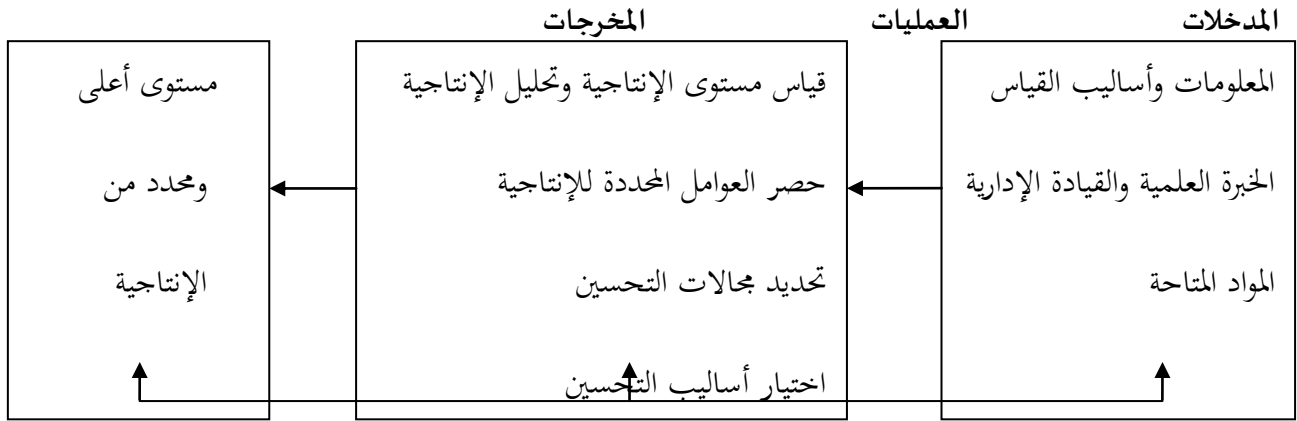 المدخلات العمليات المخرجات
المعلومات وأساليب القياس
الخبرة العلمية والقيادة الإدارية
المواد المتاحة
قياس مستوى الإنتاجية وتحليل الإنتاجية
حصر العوامل المحددة للإنتاجية
تحديد مجالات التحسين
اختيار أساليب التحسين
مستوى أعلى
ومحدد من
الإنتاجية